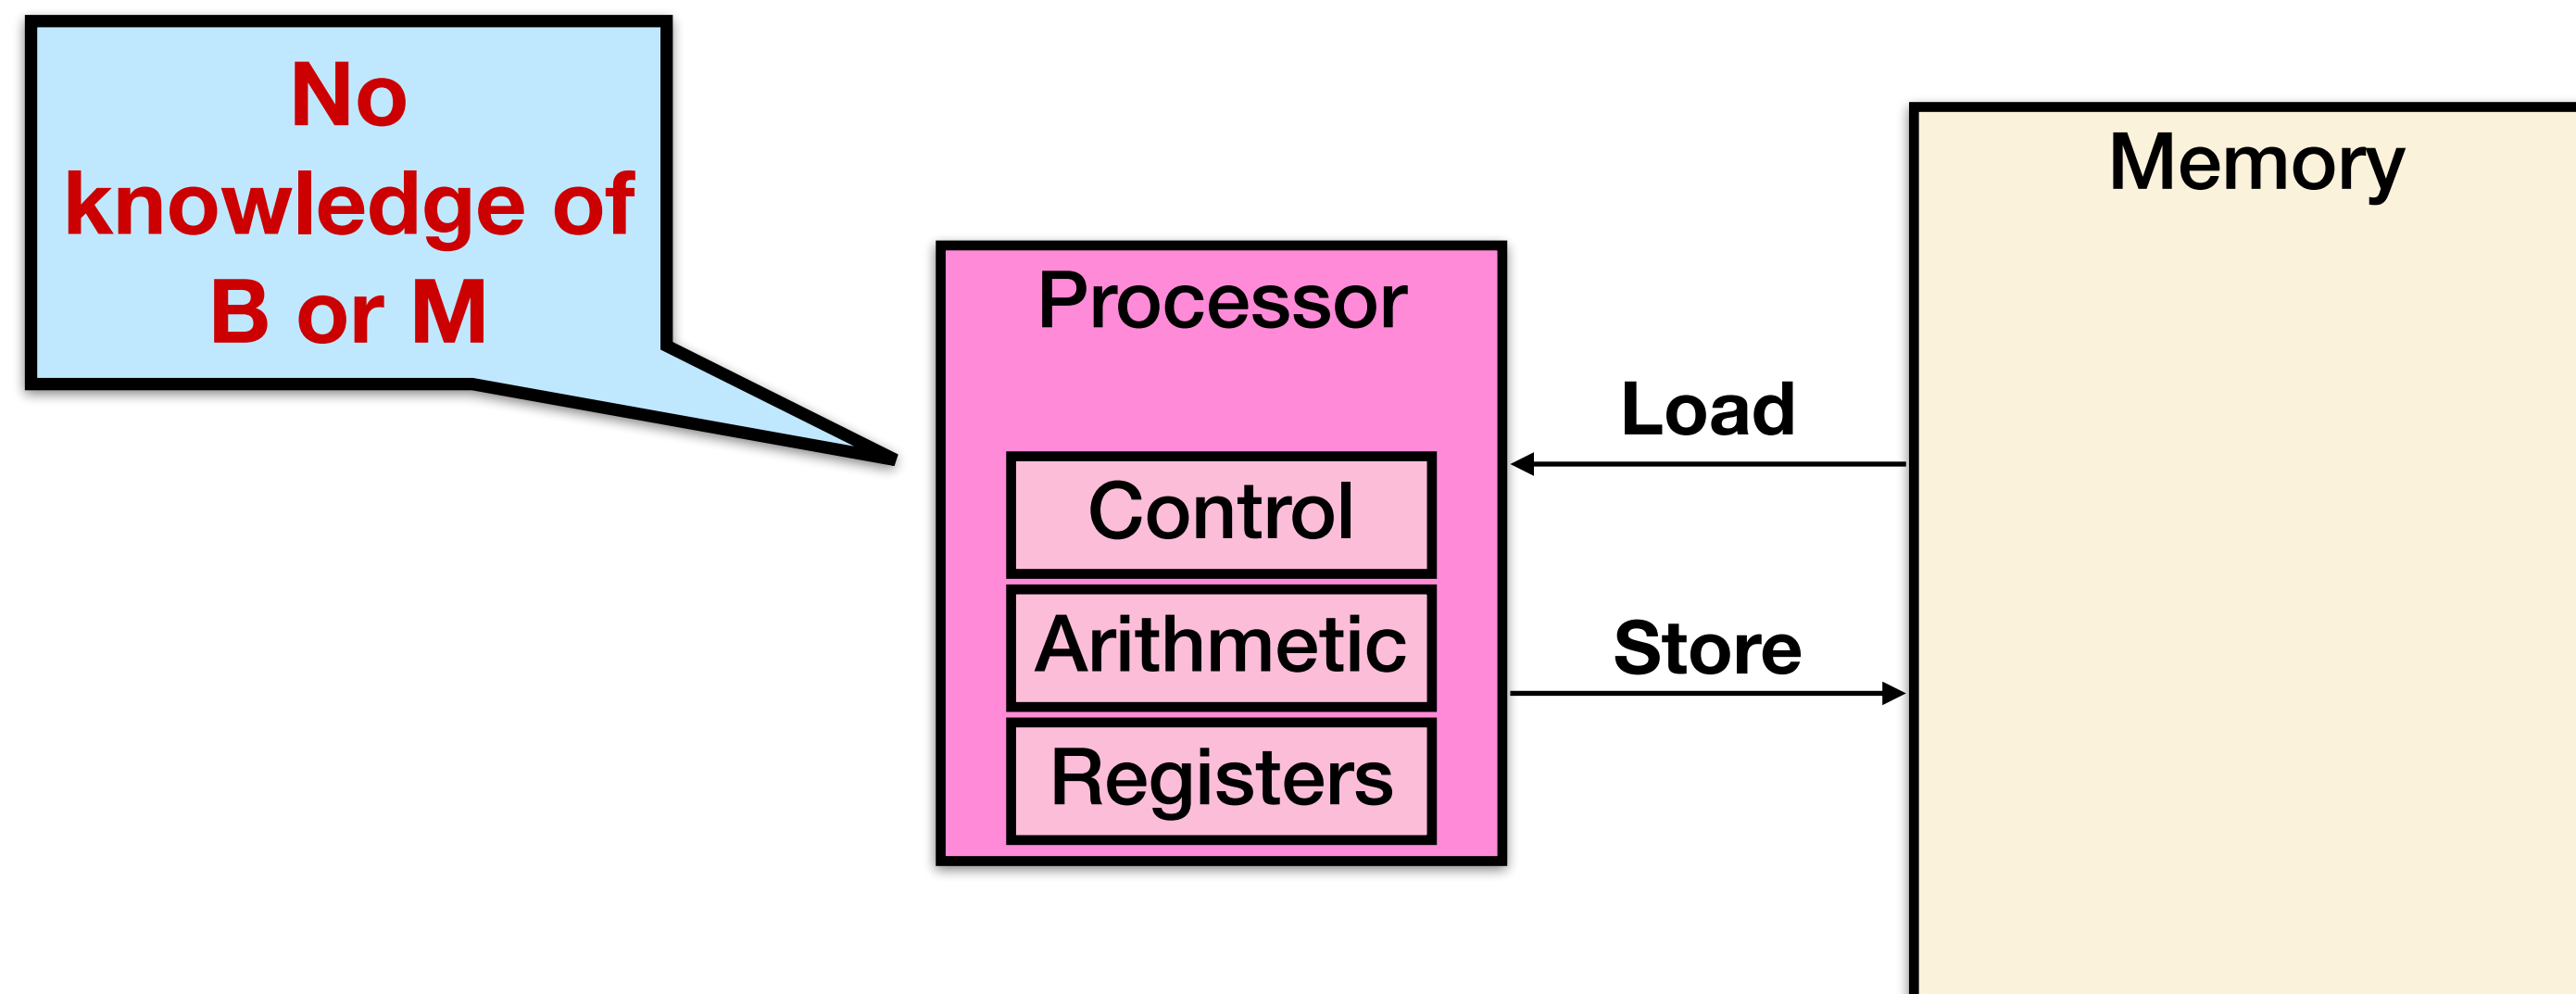 No
knowledge of
B or M
Memory
Processor
Load
Control
Store
Arithmetic
Registers